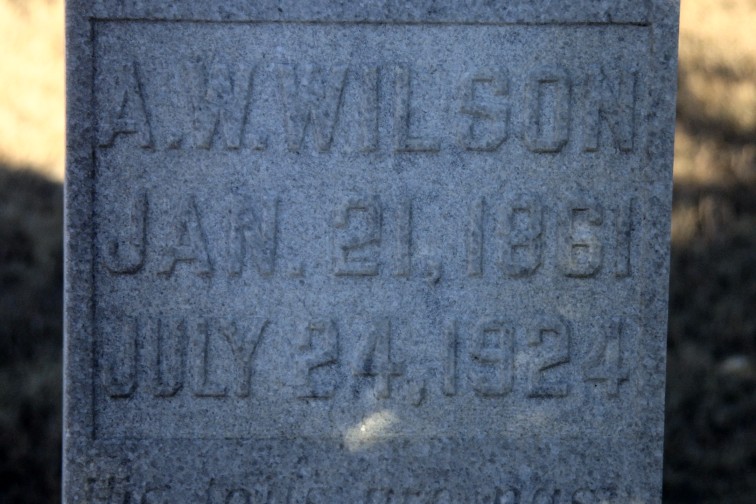 A.W.WILSON
JAN. 21, 1861
JULY 24, 1924